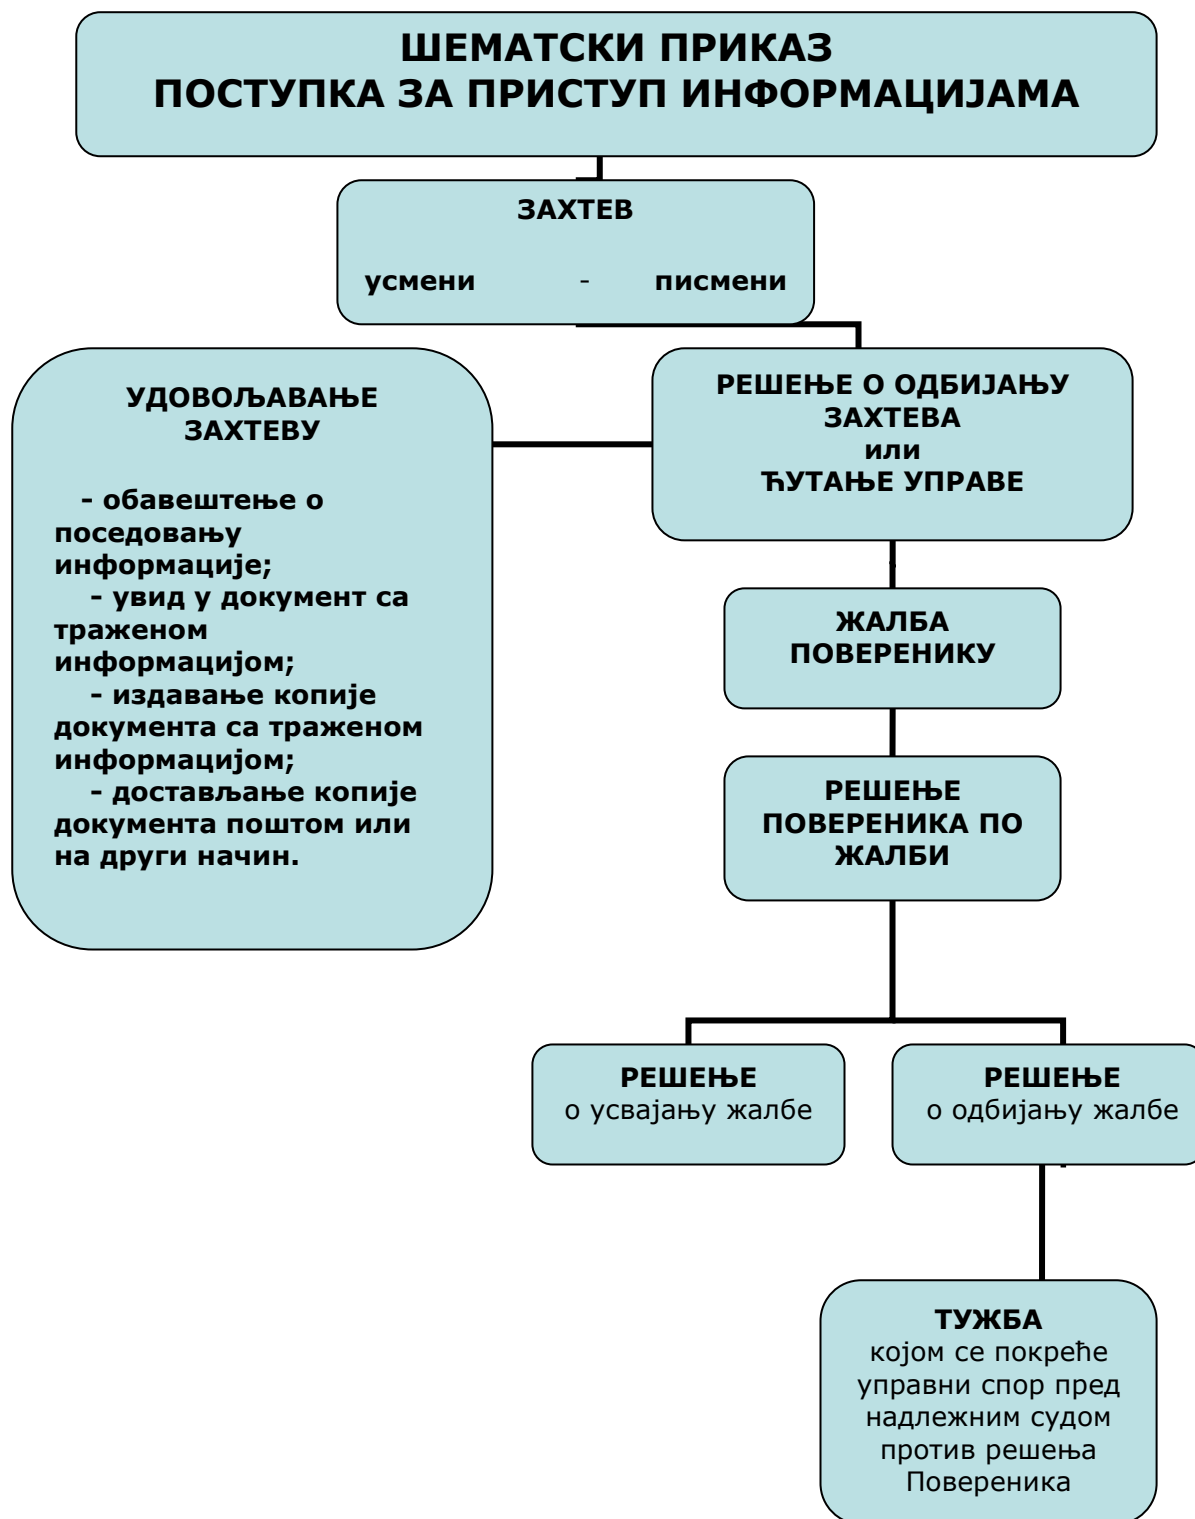 ШЕМАТСКИ ПРИКАЗ
ПОСТУПКА ЗА ПРИСТУП ИНФОРМАЦИЈАМА
ЗАХТЕВ
усмени - писмени
УДОВОЉАВАЊЕ
ЗАХТЕВУ
- обавештење о
поседовању
информације;
- увид у документ са
траженом
информацијом;
- издавање копије
документа са траженом
информацијом;
- достављање копије
документа поштом или
на други начин.
РЕШЕЊЕ О ОДБИЈАЊУ
ЗАХТЕВА
или
ЋУТАЊЕ УПРАВЕ
ЖАЛБА
ПОВЕРЕНИКУ
РЕШЕЊЕ
ПОВЕРЕНИКА ПО
ЖАЛБИ
РЕШЕЊЕ
о усвајању жалбе
РЕШЕЊЕ
о одбијању жалбе
ТУЖБА
којом се покреће
управни спор пред
надлежним судом
против решења
Повереника